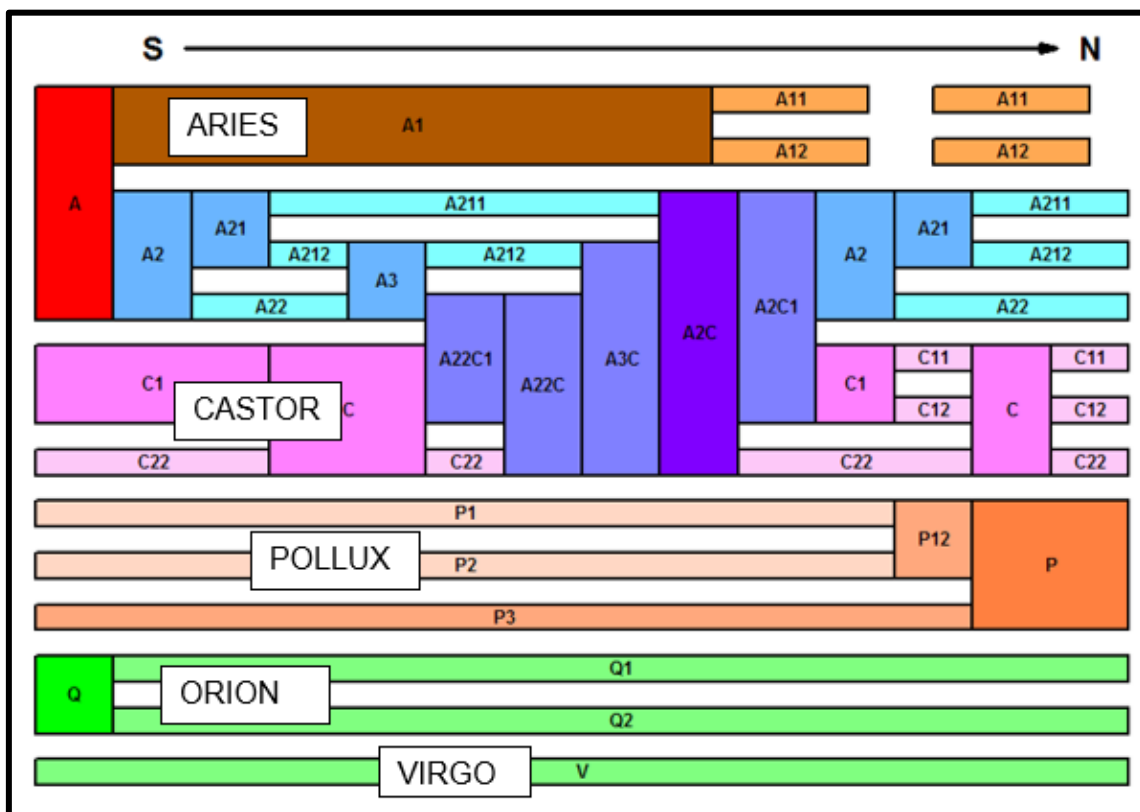 S N
A11 A11
ARIES A1
A12 A12
A211 A211
A A21 A21
A2 A212 A3 A212 A2 A212
A22 A22
A2C A2C1
A22C1 A22C A3C
C11 C11
C1 C1
CASTOR C C12 C C12
C22 C22 C22 C22
P1
P12
POLLUX P2 P
P3
Q1
Q ORION
Q2
VIRGO V